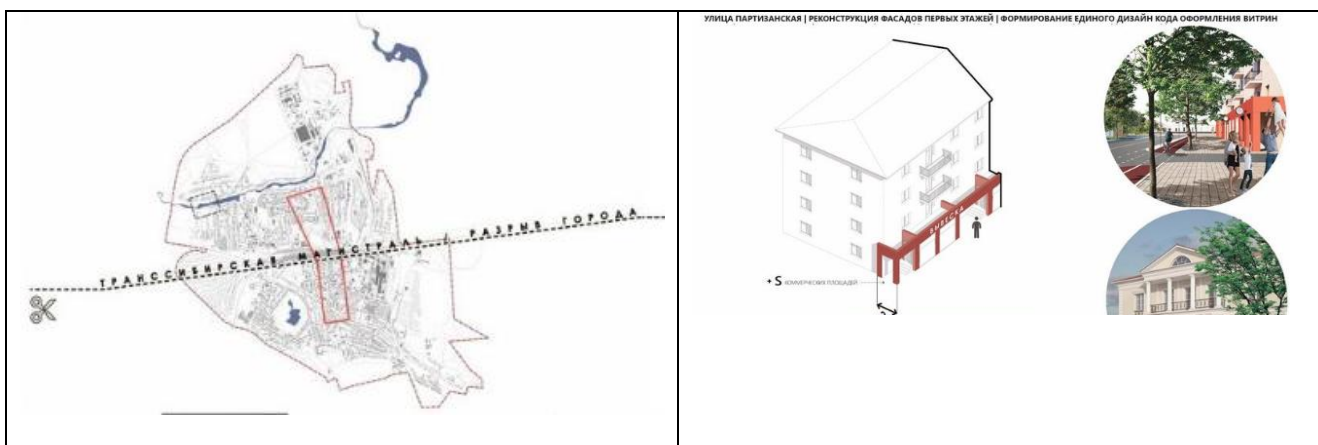 ТРАНССИБИРСКАЯ МАГИСТРАЛЬ РАЗРЫВ ГОРОДА
УЛИЦА ПАРТИЗАНСКАЯ | РЕКОНСТРУКЦИЯ ФАСАДОВ ПЕРВЫХ ЭТАЖЕЙ | ФОРМИРОВАНИЕ ЕДИНОГО ДИЗАЙН КОДА ОФОРМЛЕНИЯ ВИТРИН
ВЫВЕСКА
+ S КОММЕРЧЕСКИХ ПЛОЩАДЕЙ